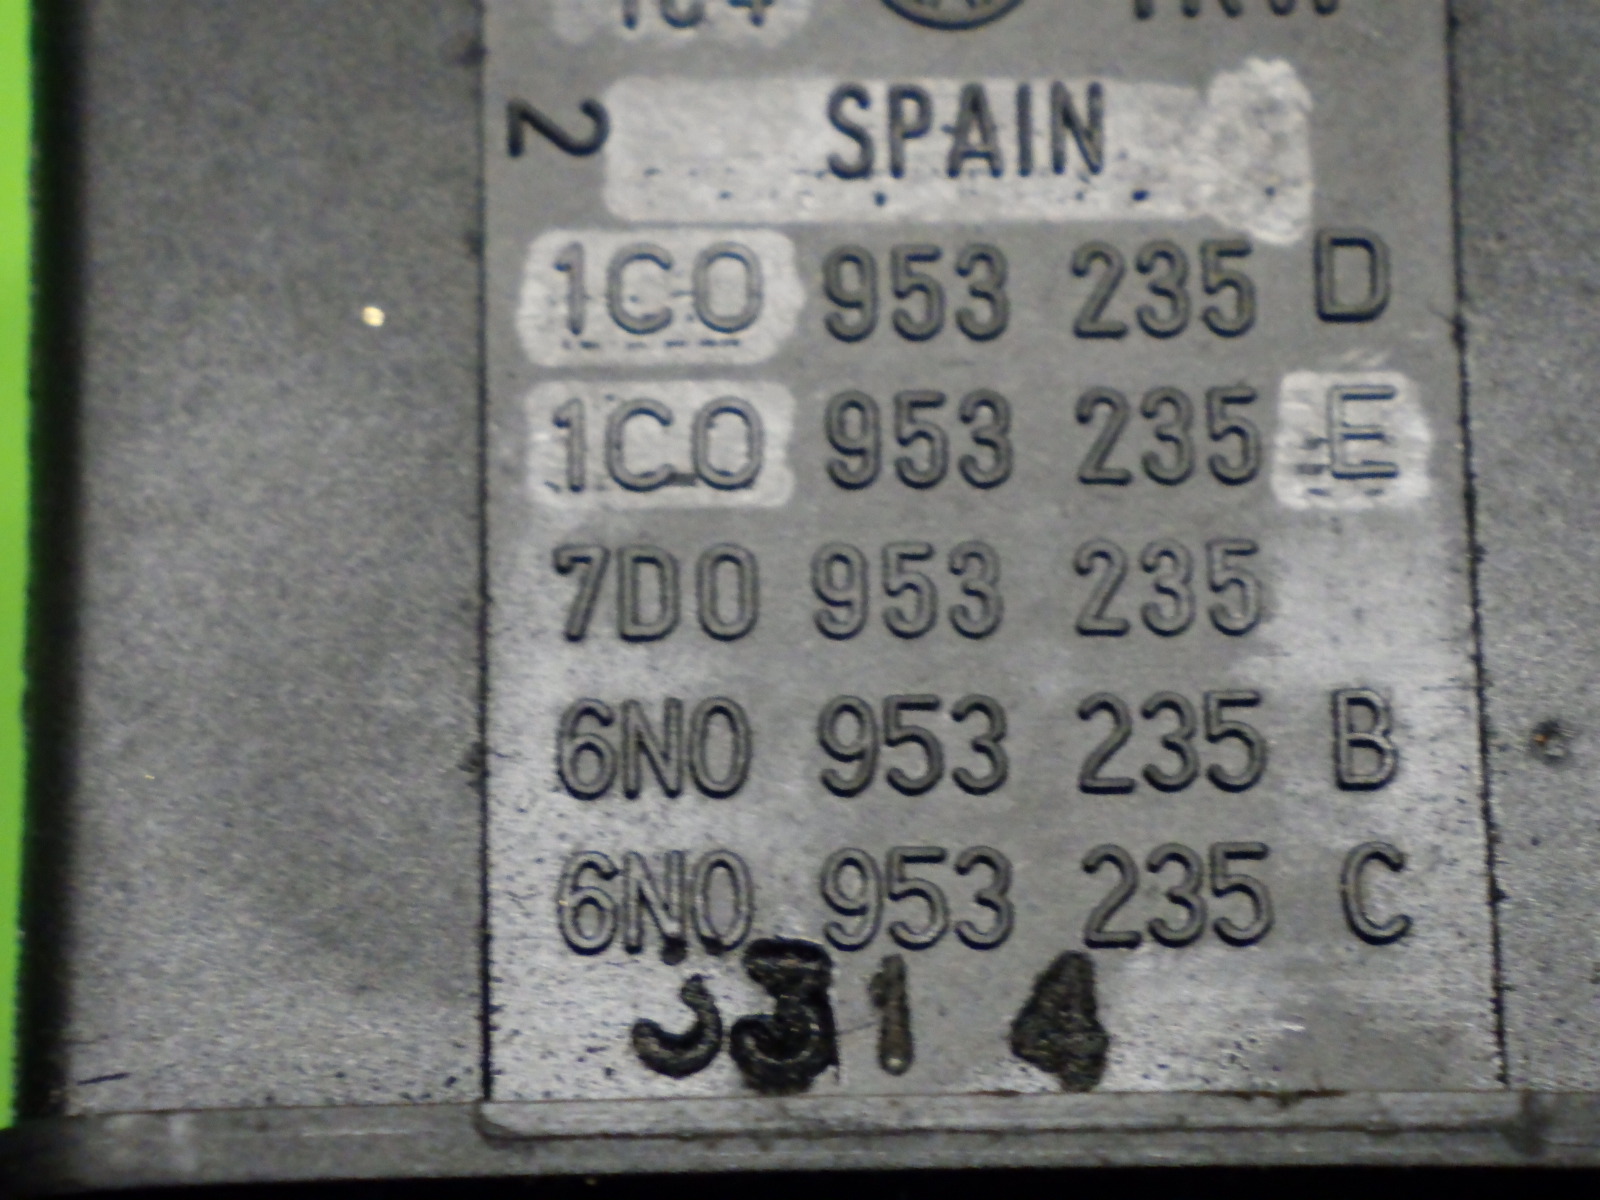 2 SPAIN
1C0 953 235 D
1C0 953 235 E
7D0 953 235
6N0 953 235 B
6N0 953 235 C
3314